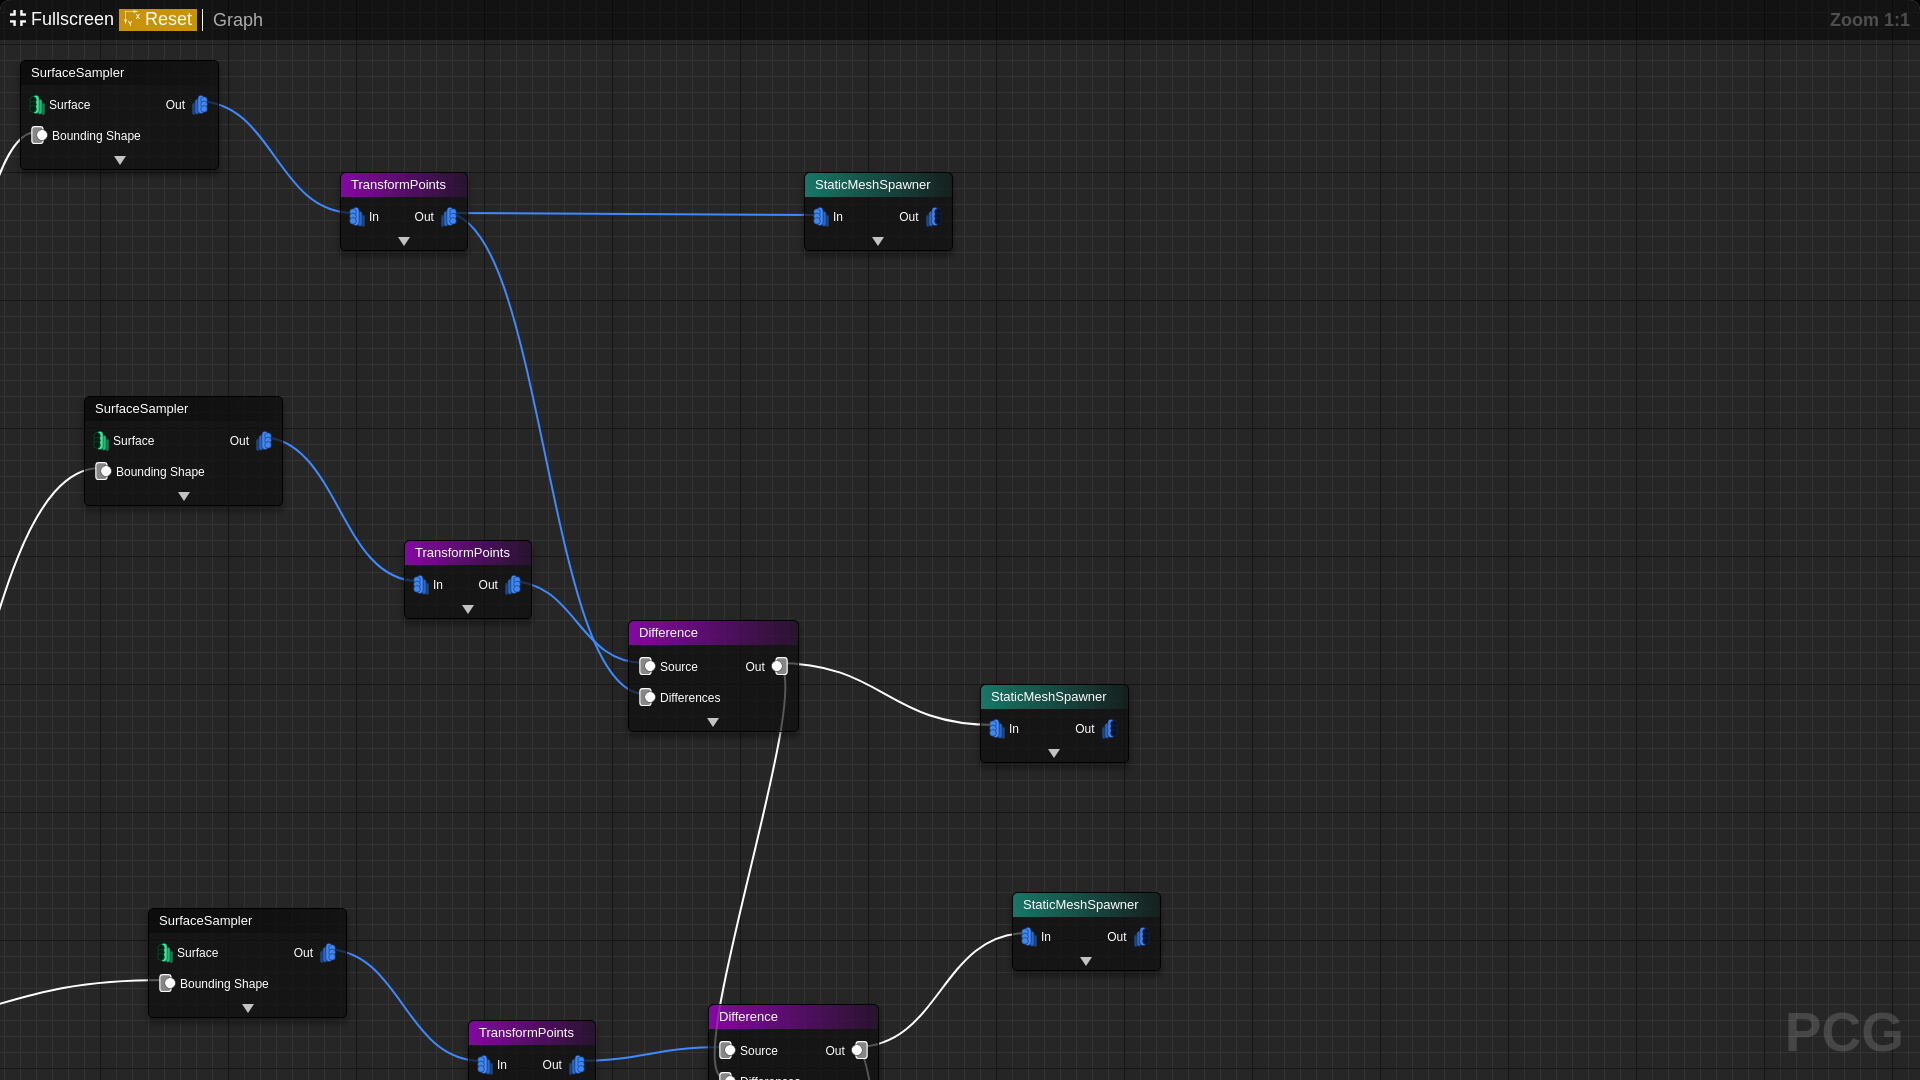 Fullscreen Reset Graph Zoom 1:1
SurfaceSampler
Surface Out
Bounding Shape
TransformPoints
In Out
StaticMeshSpawner
In Out
SurfaceSampler
Surface Out
Bounding Shape
TransformPoints
In Out
Difference
Source Out
Differences
StaticMeshSpawner
In Out
StaticMeshSpawner
In Out
SurfaceSampler
Surface Out
Bounding Shape
TransformPoints
In Out
Difference
Source Out
Differences
PCG